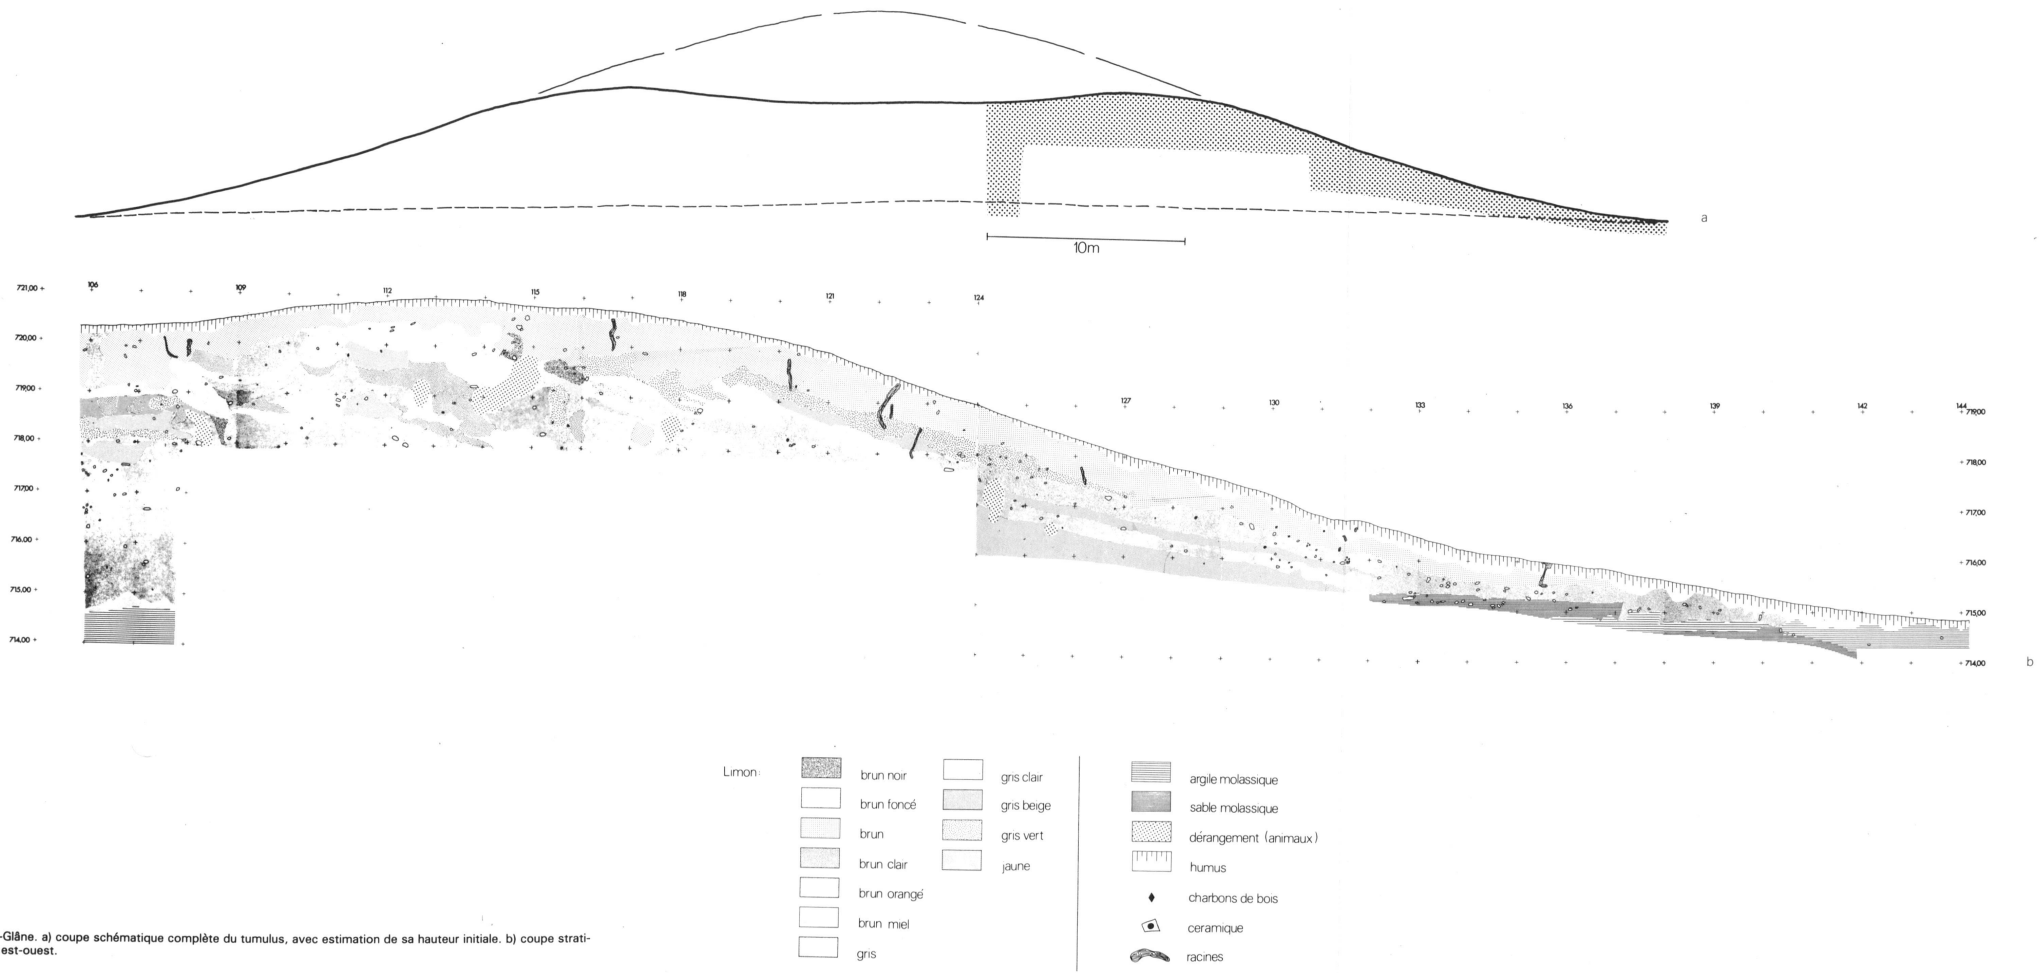 a
10m
106 109 112 115 118 121 124 127 130 133 136 139 142 144
721,00
720,00
719,00
718,00
717,00
716,00
715,00
714,00
719,00
718,00
717,00
716,00
715,00
714,00
b
Limon:
brun noir
brun foncé
brun
brun clair
brun orangé
brun miel
gris
gris clair
gris beige
gris vert
jaune
argile molassique
sable molassique
dérangement (animaux)
humus
charbons de bois
ceramique
racines
-Glâne. a) coupe schématique complète du tumulus, avec estimation de sa hauteur initiale. b) coupe strati-
est-ouest.